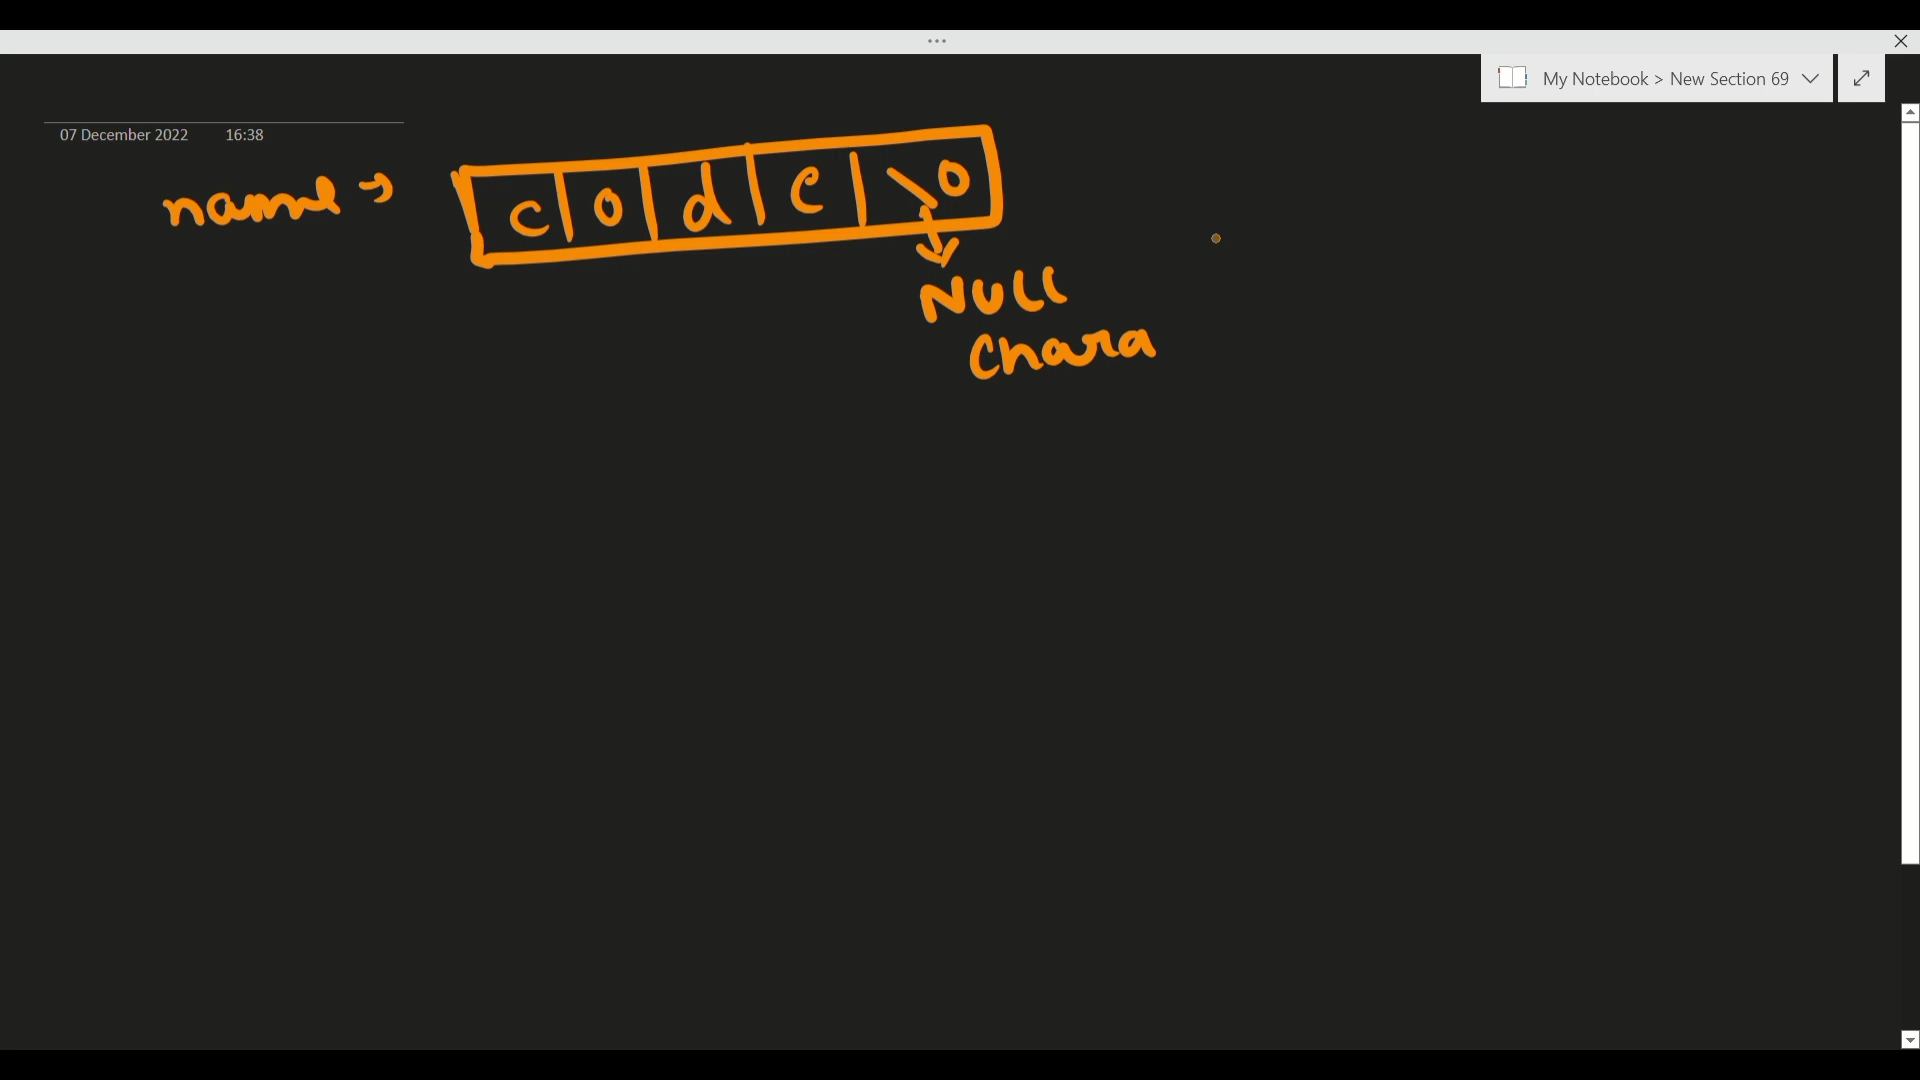 My Notebook > New Section 69
07 December 2022 16:38
name → c o d e \0
Null
Chara